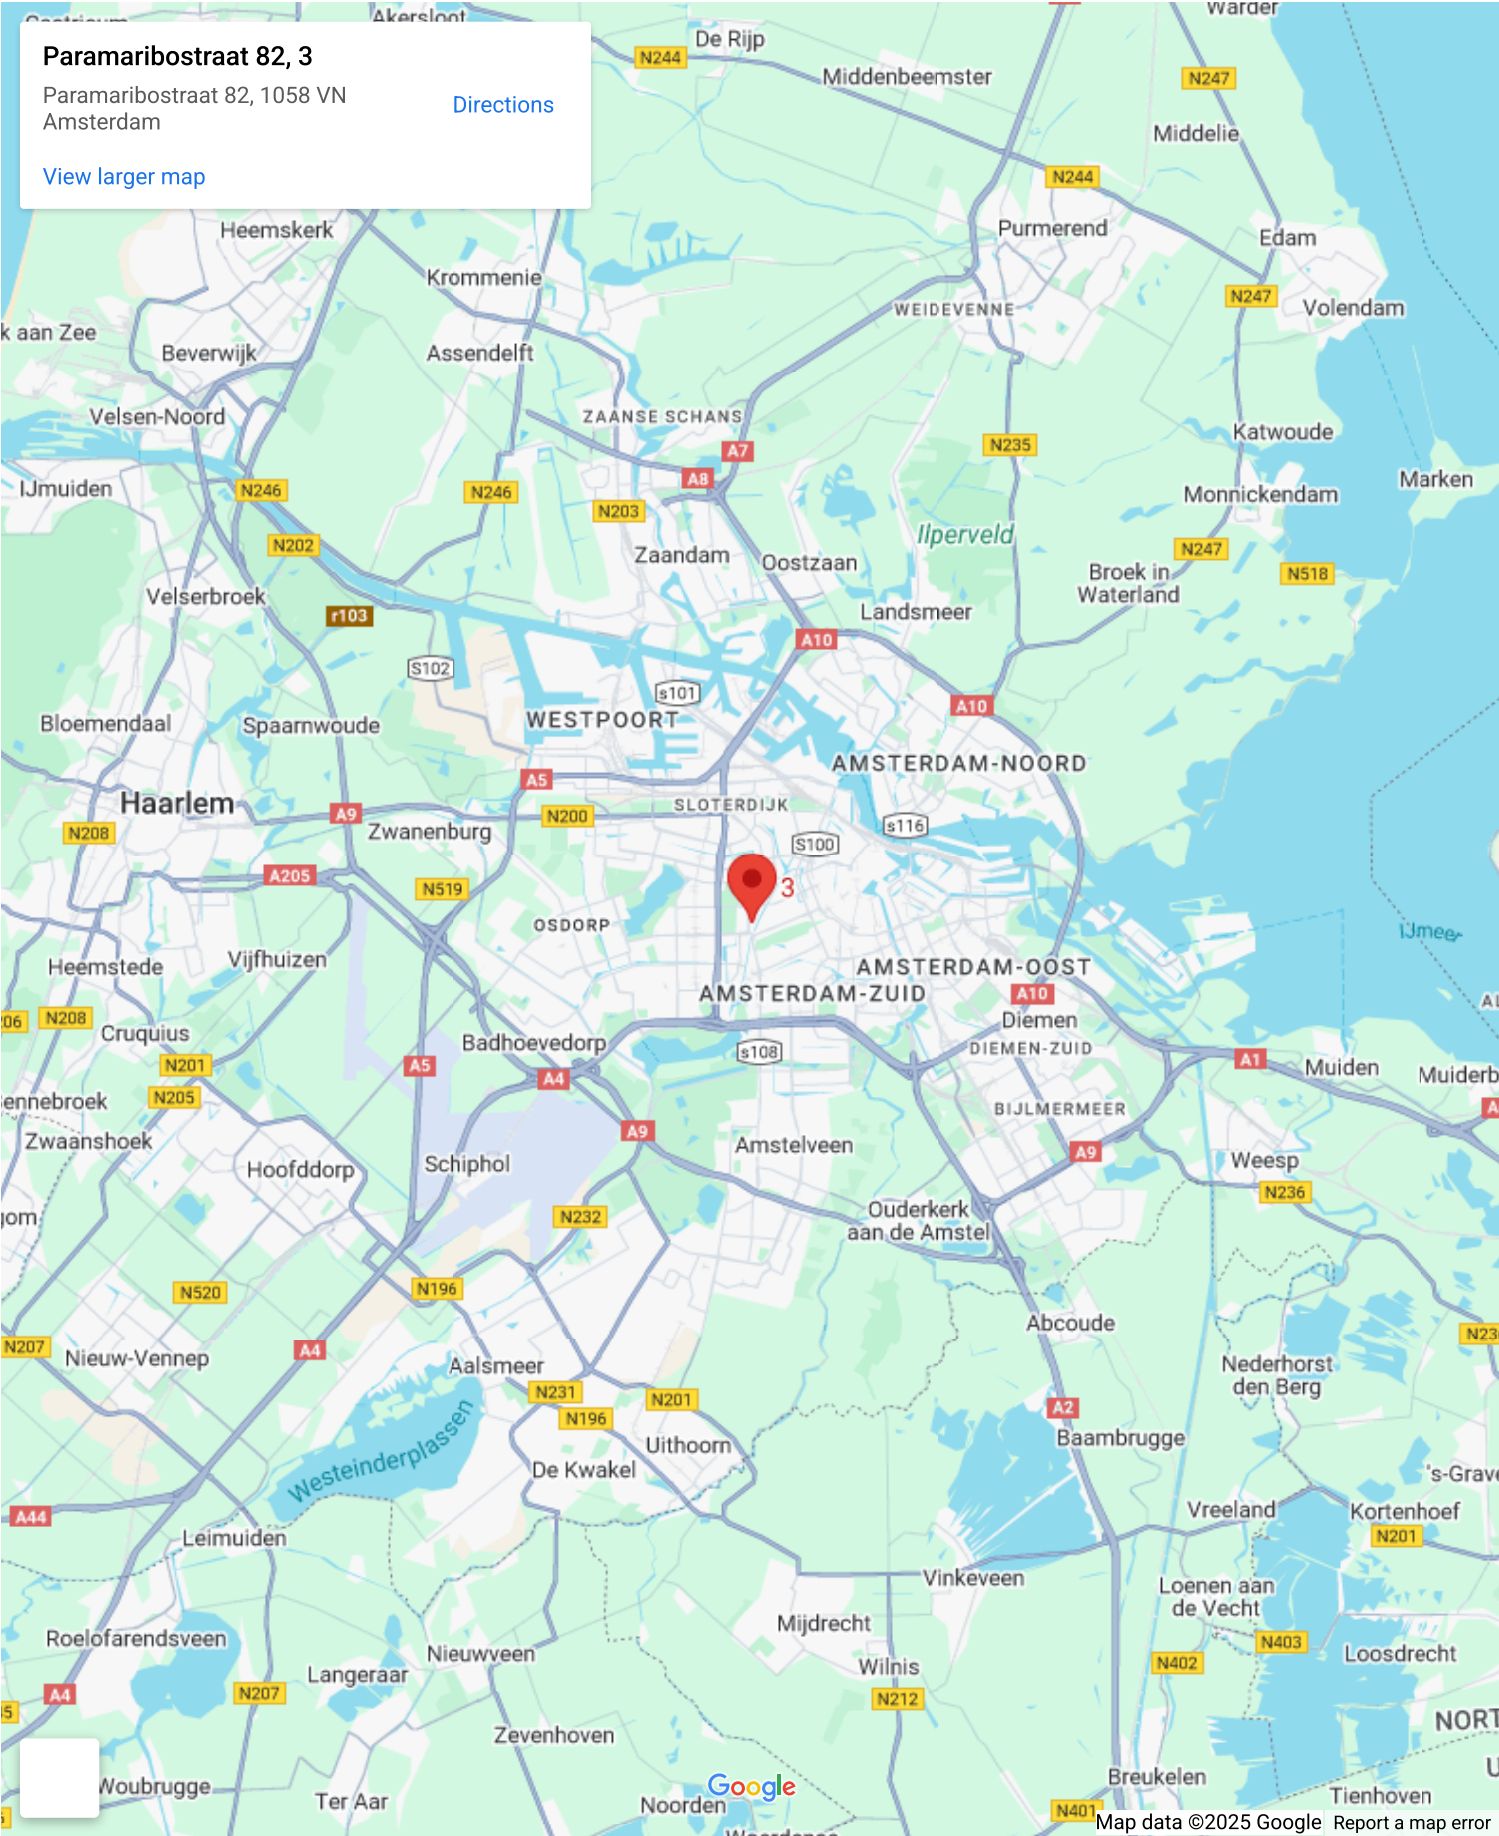 Akersloot
Warder
De Rijp
Paramaribostraat 82, 3
N244
Middenbeemster
N247
Paramaribostraat 82, 1058 VN
Amsterdam
Directions
Middelie
View larger map
N244
Heemskerk
Purmerend
Edam
Krommenie
N247
WEIDEVENNE
Volendam
k aan Zee
Beverwijk
Assendelft
Velsen-Noord
ZAANSE SCHANS
Katwoude
N235
A7
A8
Marken
IJmuiden
N246
N246
Monnickendam
N203
Ilperveld
N202
Zaandam
Oostzaan
N247
Broek in
Waterland
N518
Velserbroek
r103
Landsmeer
A10
S102
s101
A10
Bloemendaal
Spaarnwoude
WESTPOORT
AMSTERDAM-NOORD
A5
Haarlem
SLOTERDIJK
A9
N200
s116
N208
Zwanenburg
S100
A205
N519
3
OSDORP
IJmeer
Vijfhuizen
Heemstede
AMSTERDAM-OOST
AMSTERDAM-ZUID
A10
06
N208
Cruquius
Diemen
Badhoevedorp
s108
DIEMEN-ZUID
N201
A5
A4
A1
Muiden
Muiderb
N205
ennebroek
BIJLMERMEER
A
Zwaanshoek
A9
Amstelveen
A9
Hoofddorp
Schiphol
Weesp
N236
gom
N232
Ouderkerk
aan de Amstel
N520
N196
Abcoude
N207
A4
N23
Nieuw-Vennep
Aalsmeer
Nederhorst
den Berg
N231
N201
A2
N196
Westeinderplassen
Uithoorn
Baambrugge
De Kwakel
's-Grave
A44
Vreeland
Kortenhoef
Leimuiden
N201
Vinkeveen
Loenen aan
de Vecht
Mijdrecht
Roelofarendsveen
N403
Nieuwveen
Loosdrecht
Langeraar
Wilnis
N402
A4
N207
N212
NORT
Zevenhoven
Breukelen
Woubrugge
Google
Ter Aar
Noorden
Tienhoven
N401
Map data ©2025 Google
Report a map error